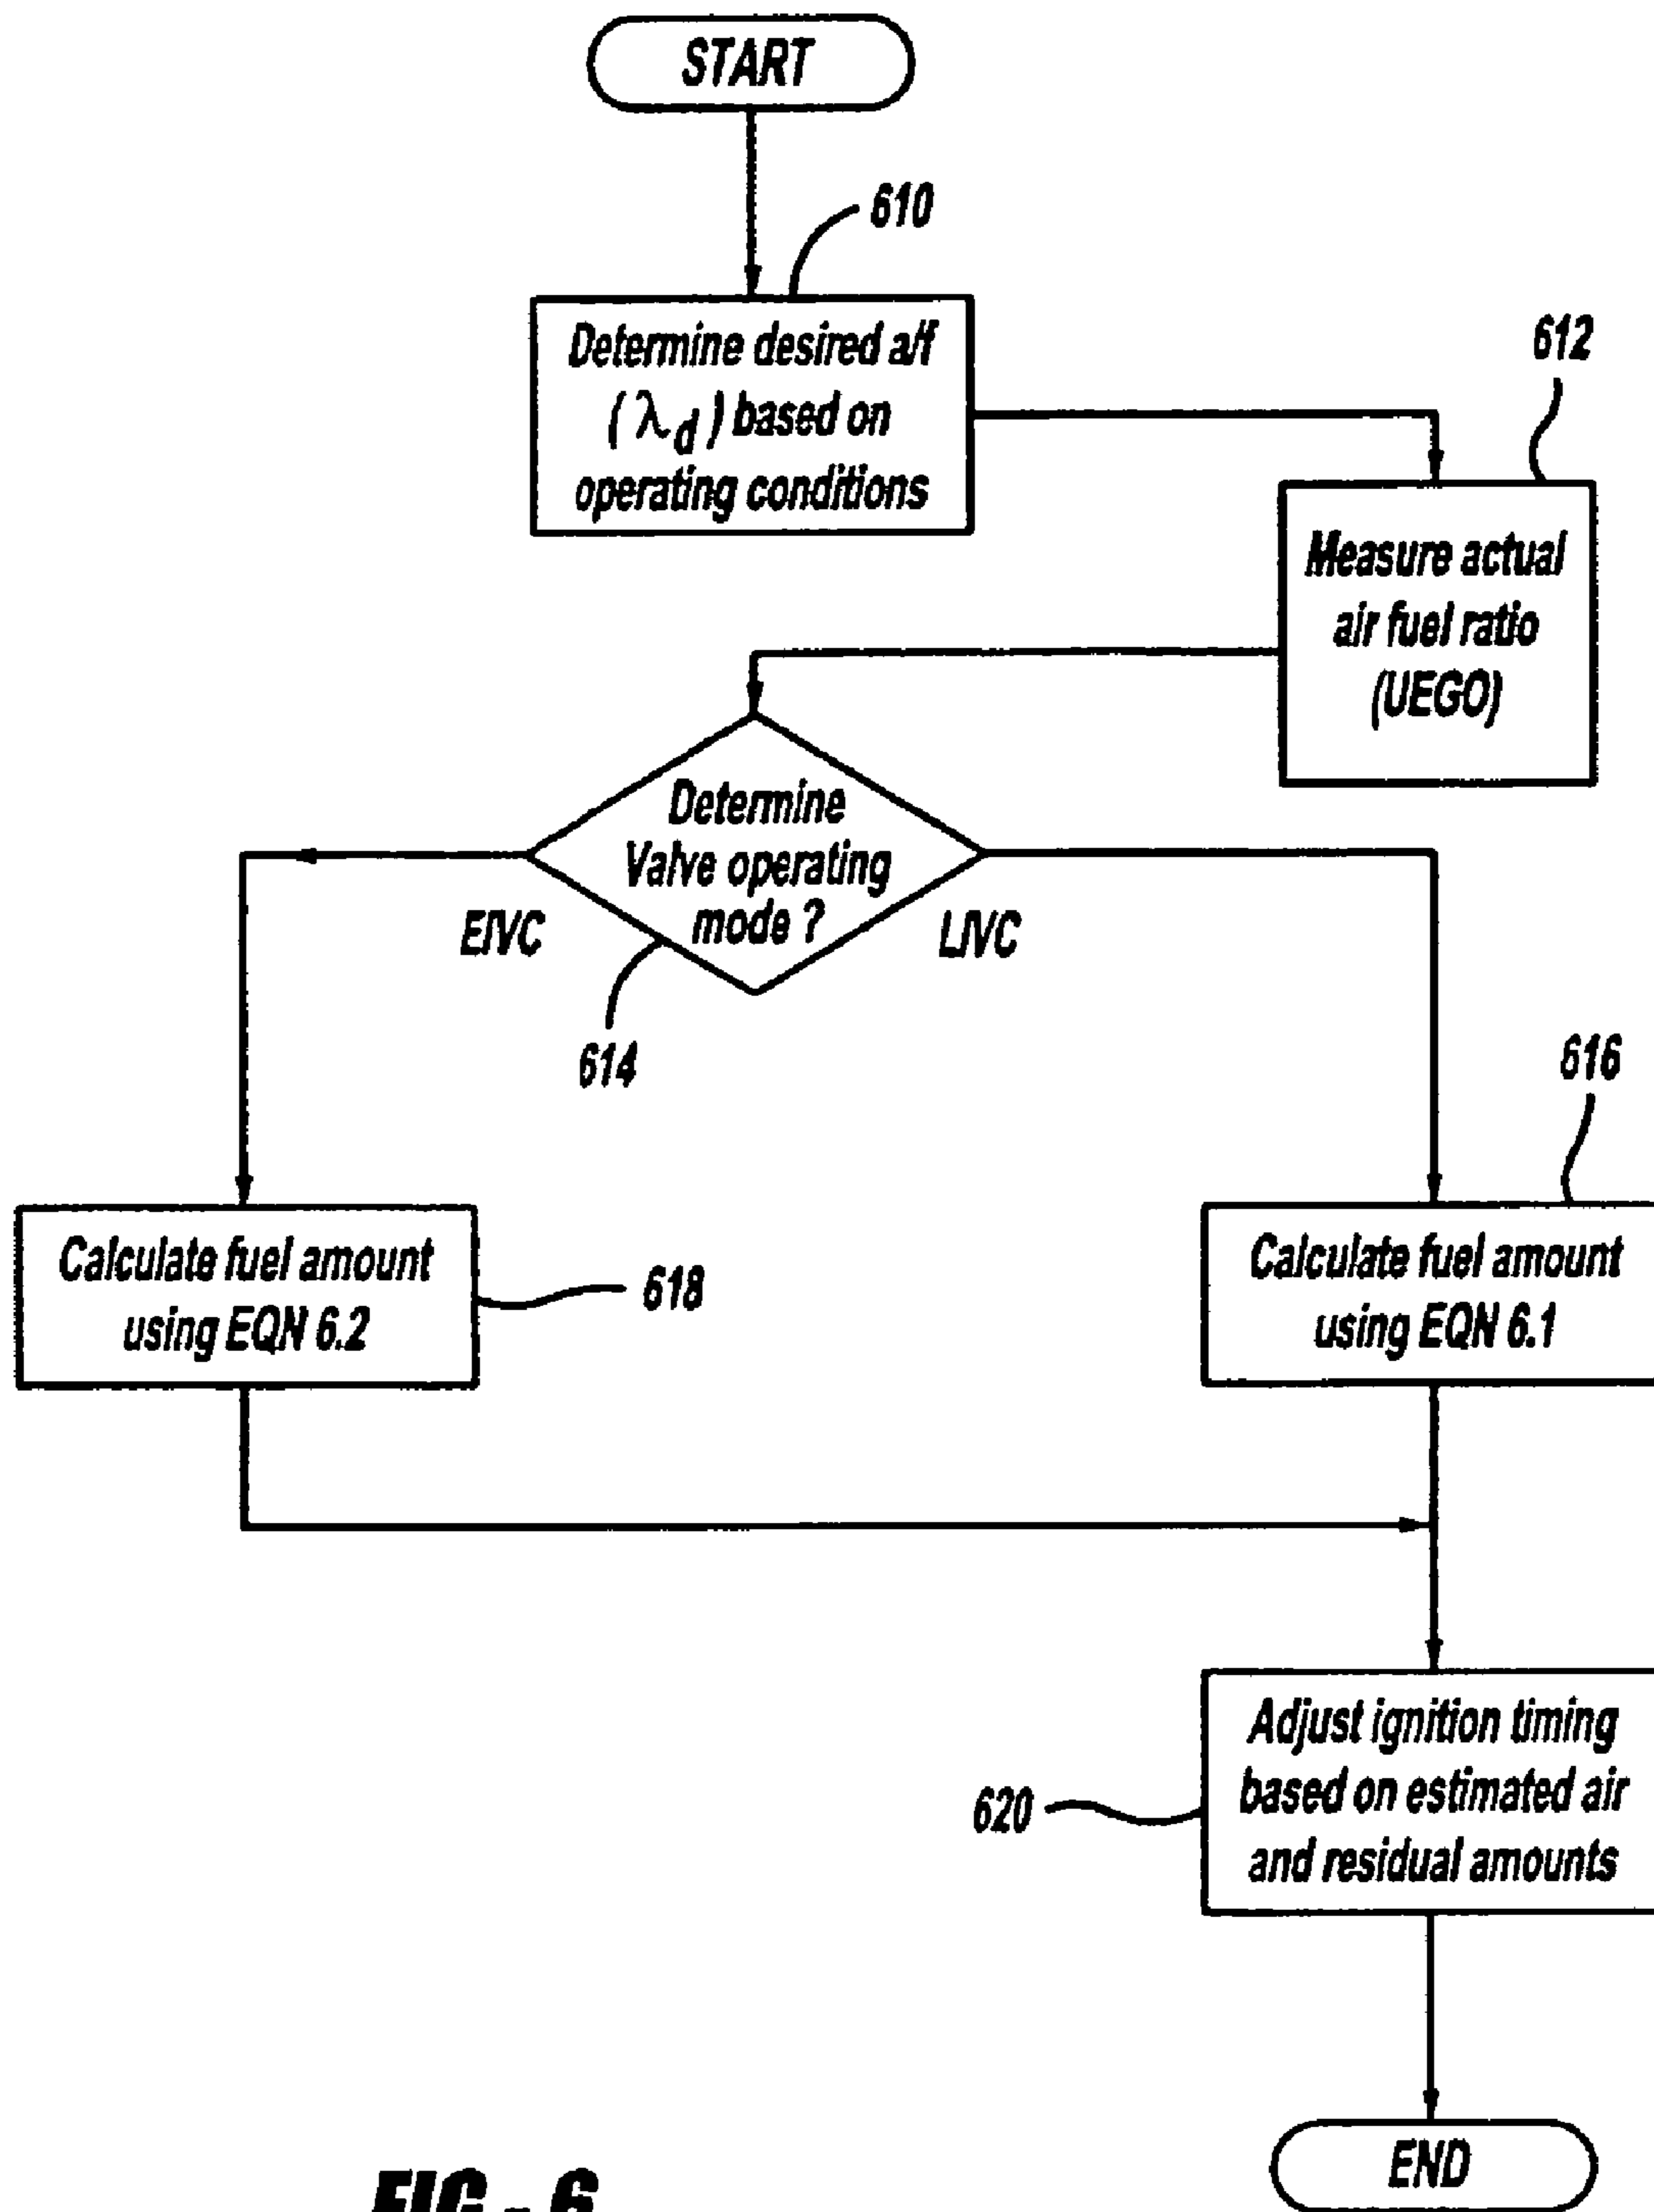 START
610
Determine desired a/f
(λd) based on
operating conditions
612
Measure actual
air fuel ratio
(UEGO)
Determine
Valve operating
mode ?
EIVC
LIVC
614
616
Calculate fuel amount
using EQN 6.2
618
Calculate fuel amount
using EQN 6.1
Adjust ignition timing
based on estimated air
and residual amounts
620
END
FIG - 6